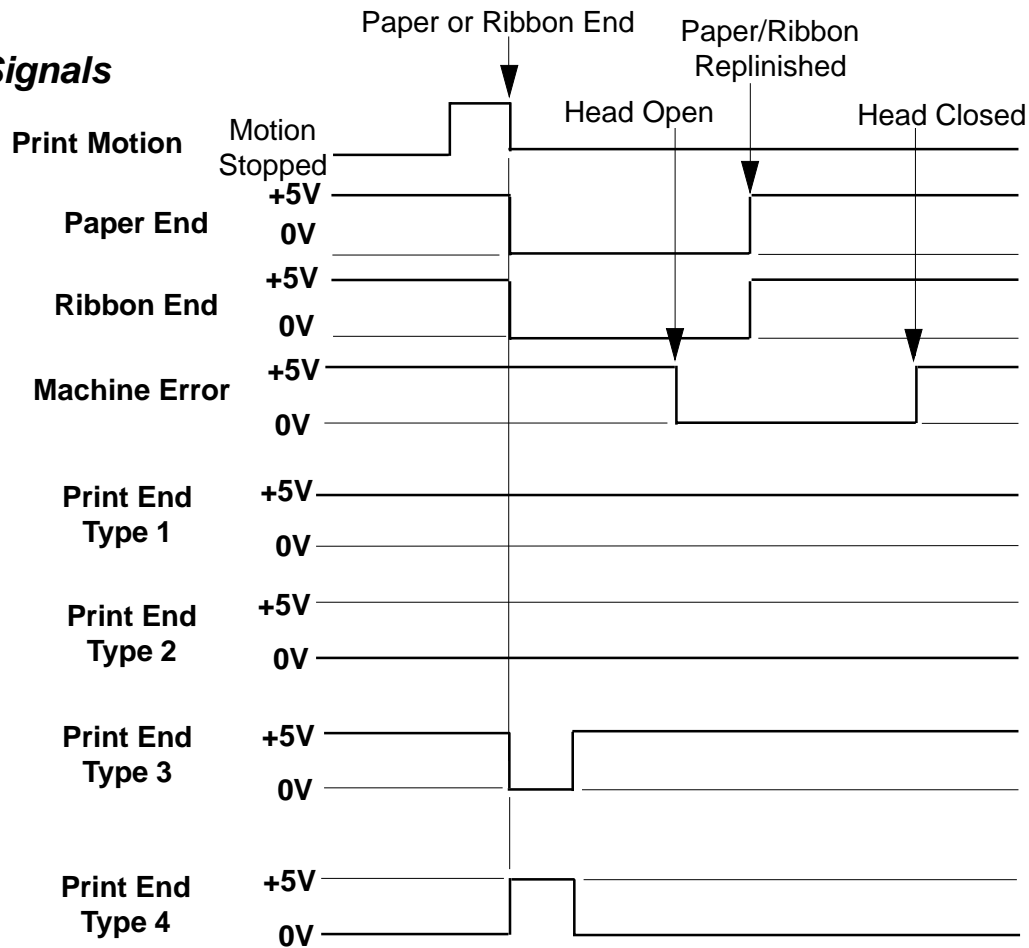 Paper or Ribbon End
Paper/Ribbon
Replinished
Signals
Head Open
Head Closed
Print Motion
Motion
Stopped
Paper End
+5V
0V
Ribbon End
+5V
0V
Machine Error
+5V
0V
Print End
Type 1
+5V
0V
Print End
Type 2
+5V
0V
Print End
Type 3
+5V
0V
Print End
Type 4
+5V
0V